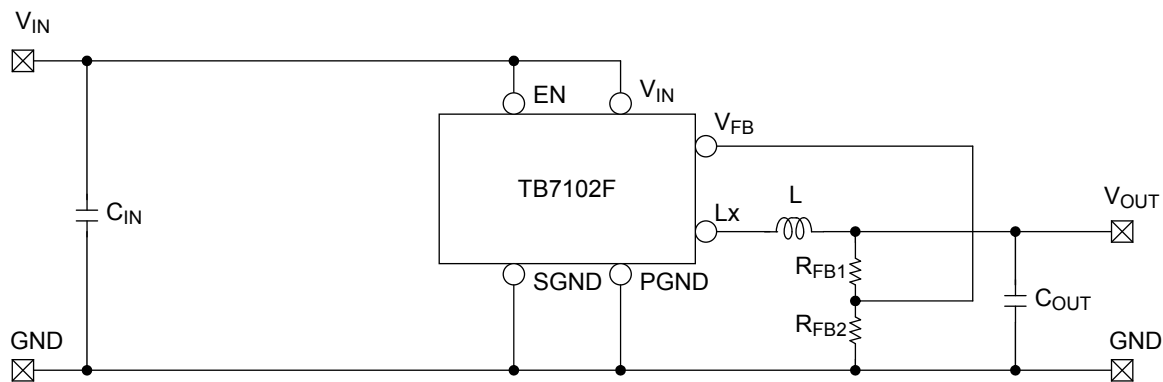 VIN
EN
VIN
VFB
TB7102F
CIN
Lx
L
VOUT
SGND
PGND
RFB1
RFB2
COUT
GND
GND